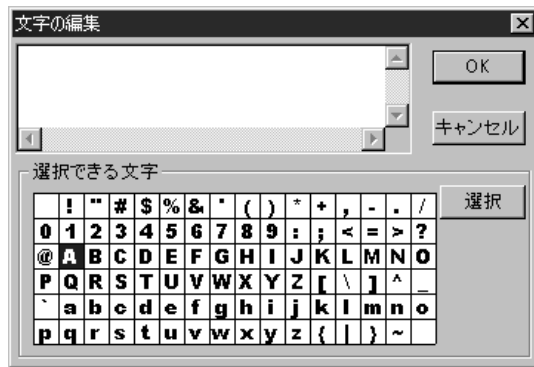 文字の編集
OK
キャンセル
選択できる文字
選択
! " # $ % & ' ( ) * + , - . /
0 1 2 3 4 5 6 7 8 9 : ; < = > ?
@ A B C D E F G H I J K L M N O
P Q R S T U V W X Y Z [ \ ] ^ _
` a b c d e f g h i j k l m n o
p q r s t u v w x y z { | } ~